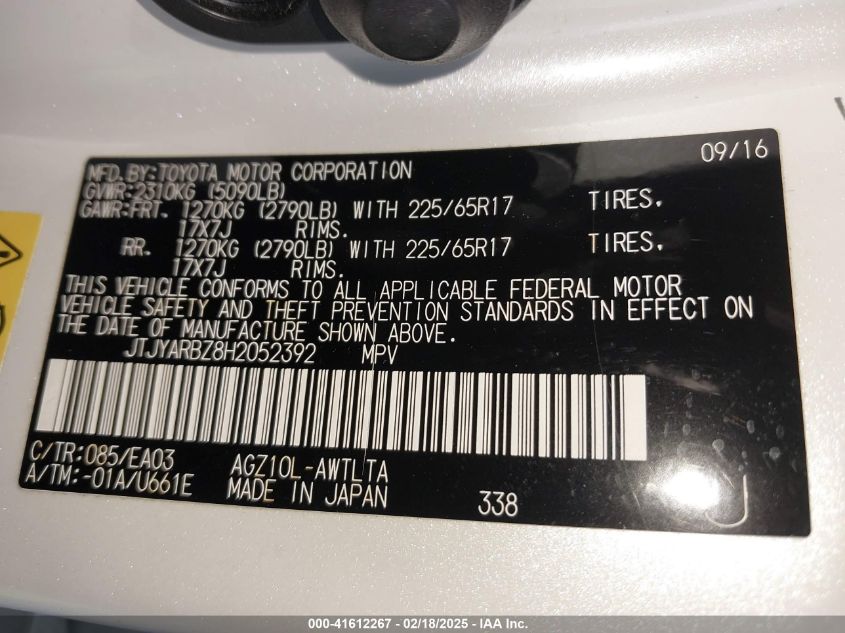 09/16
MFD.BY:TOYOTA MOTOR CORPORATION
GVWR:2310KG (5090LB)
GAWR:FRT. 1270KG (2790LB) WITH 225/65R17 TIRES.
17X7J RIMS.
RR. 1270KG (2790LB) WITH 225/65R17 TIRES,
17X7J RIMS.
THIS VEHICLE CONFORMS TO ALL APPLICABLE FEDERAL MOTOR
VEHICLE SAFETY AND THEFT PREVENTION STANDARDS IN EFFECT ON
THE DATE OF MANUFACTURE SHOWN ABOVE.
JTJYARBZ8H2052392 MPV
C/TR:085/EA03 AGZ10L-AWTLTA
A/TM:-01A/U661E MADE IN JAPAN 338
000-41612267 - 02/18/2025 - IAA Inc.